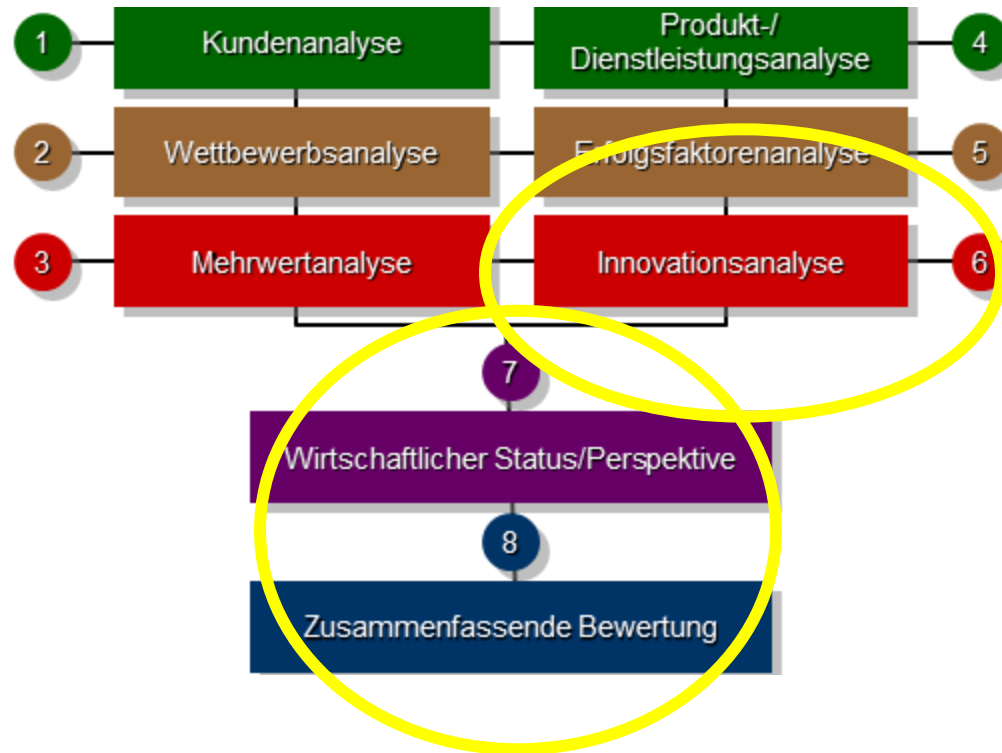 1
Kundenanalyse
Produkt-/
Dienstleistungsanalyse
4
2
Wettbewerbsanalyse
Erfolgsfaktorenanalyse
5
3
Mehrwertanalyse
Innovationsanalyse
6
7
Wirtschaftlicher Status/Perspektive
8
Zusammenfassende Bewertung